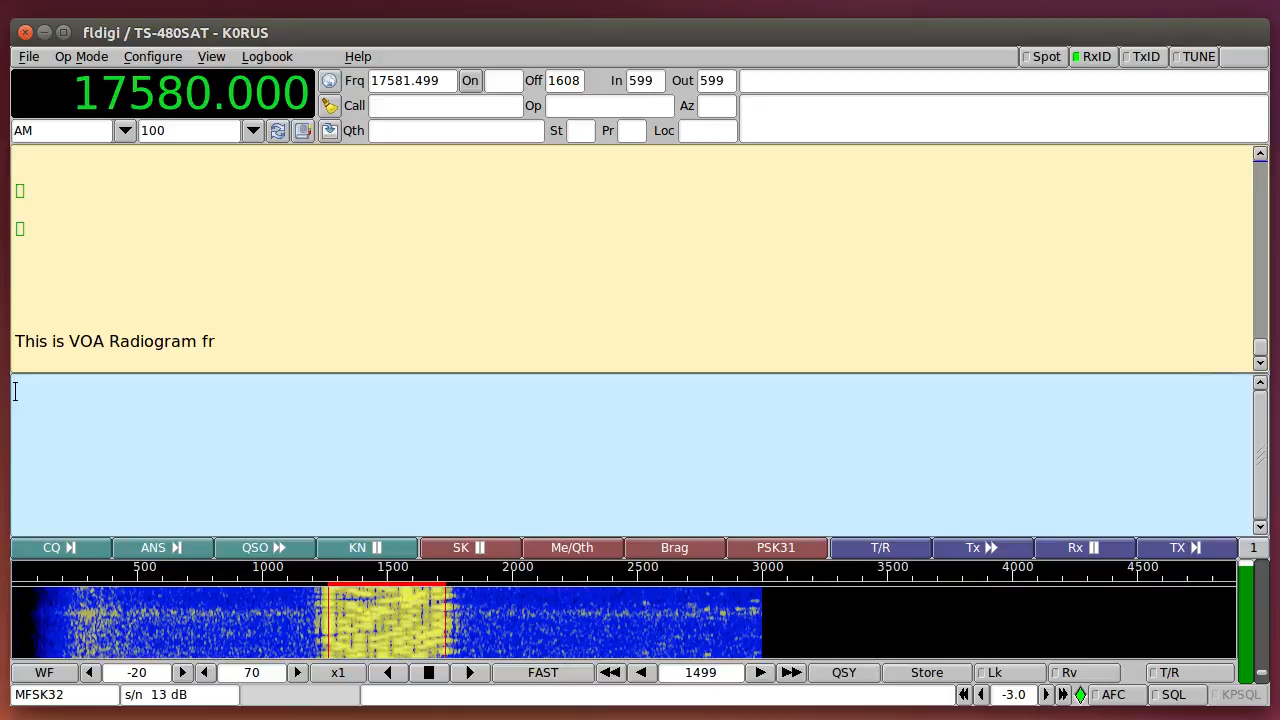 fldigi / TS-480SAT - K0RUS
File Op Mode Configure View Logbook Help Spot RxID TxID TUNE
17580.000 Frq 17581.499 On Off 1608 In 599 Out 599
Call Op Az
AM 100 Qth St Pr Loc
This is VOA Radiogram fr
CQ ANS QSO KN SK Me/Qth Brag PSK31 T/R Tx Rx TX 1
500 1000 1500 2000 2500 3000 3500 4000 4500
WF -20 70 x1 FAST 1499 QSY Store Lk Rv T/R
MFSK32 s/n 13 dB -3.0 AFC SQL KPSQL